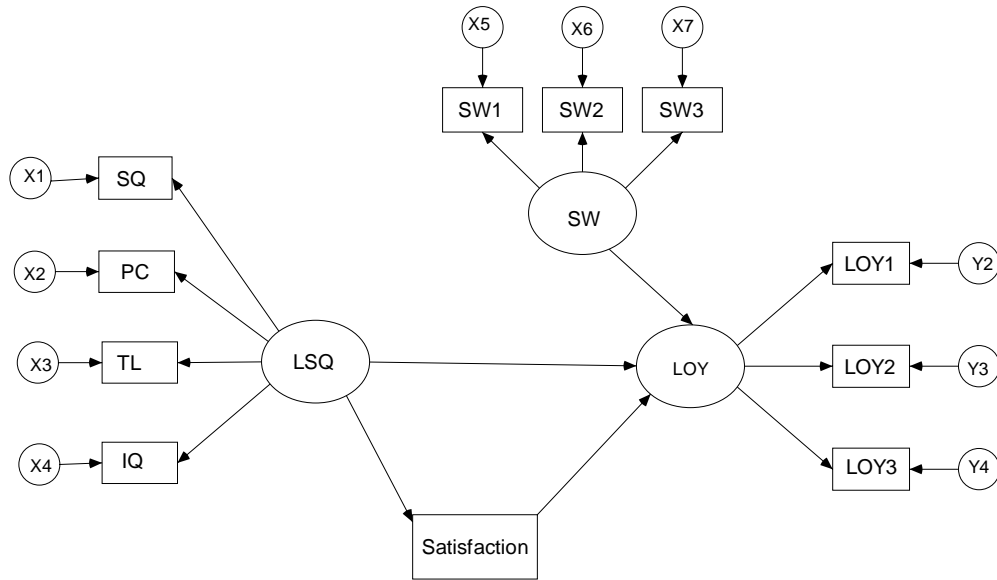 X5
X6
X7
SW1
SW2
SW3
X1
SQ
SW
X2
PC
LOY1
Y2
X3
TL
LSQ
LOY
LOY2
Y3
X4
IQ
LOY3
Y4
Satisfaction